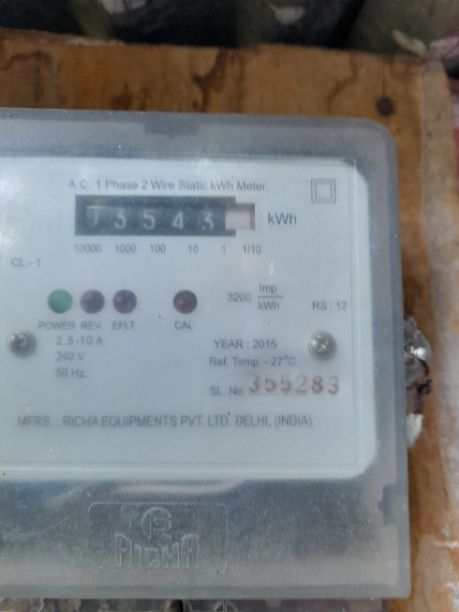 A.C. 1 Phase 2 Wire Static kWh Meter.
03543 kWh
10000 1000 100 10 1 1/10
CL - 1
3200 Imp/kWh
RS : 12
POWER REV. EFLT CAL
2.5-10 A
240 V.
50 Hz.
YEARː 2015
Ref. Temp. - 27°C
SL. No. 355283
MFRS. : RICHA EQUIPMENTS PVT. LTD. DELHI, (INDIA)
RICHA